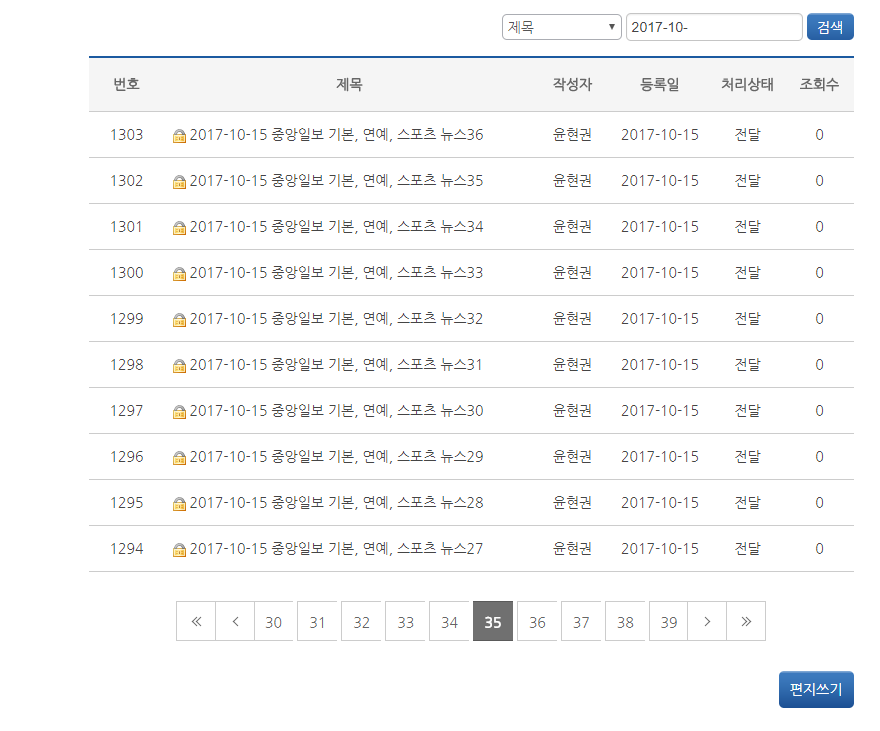 제목 2017-10- 검색
번호 제목 작성자 등록일 처리상태 조회수
1303 2017-10-15 중앙일보 기본, 연예, 스포츠 뉴스36 윤현권 2017-10-15 전달 0
1302 2017-10-15 중앙일보 기본, 연예, 스포츠 뉴스35 윤현권 2017-10-15 전달 0
1301 2017-10-15 중앙일보 기본, 연예, 스포츠 뉴스34 윤현권 2017-10-15 전달 0
1300 2017-10-15 중앙일보 기본, 연예, 스포츠 뉴스33 윤현권 2017-10-15 전달 0
1299 2017-10-15 중앙일보 기본, 연예, 스포츠 뉴스32 윤현권 2017-10-15 전달 0
1298 2017-10-15 중앙일보 기본, 연예, 스포츠 뉴스31 윤현권 2017-10-15 전달 0
1297 2017-10-15 중앙일보 기본, 연예, 스포츠 뉴스30 윤현권 2017-10-15 전달 0
1296 2017-10-15 중앙일보 기본, 연예, 스포츠 뉴스29 윤현권 2017-10-15 전달 0
1295 2017-10-15 중앙일보 기본, 연예, 스포츠 뉴스28 윤현권 2017-10-15 전달 0
1294 2017-10-15 중앙일보 기본, 연예, 스포츠 뉴스27 윤현권 2017-10-15 전달 0
« ‹ 30 31 32 33 34 35 36 37 38 39 › »
편지쓰기